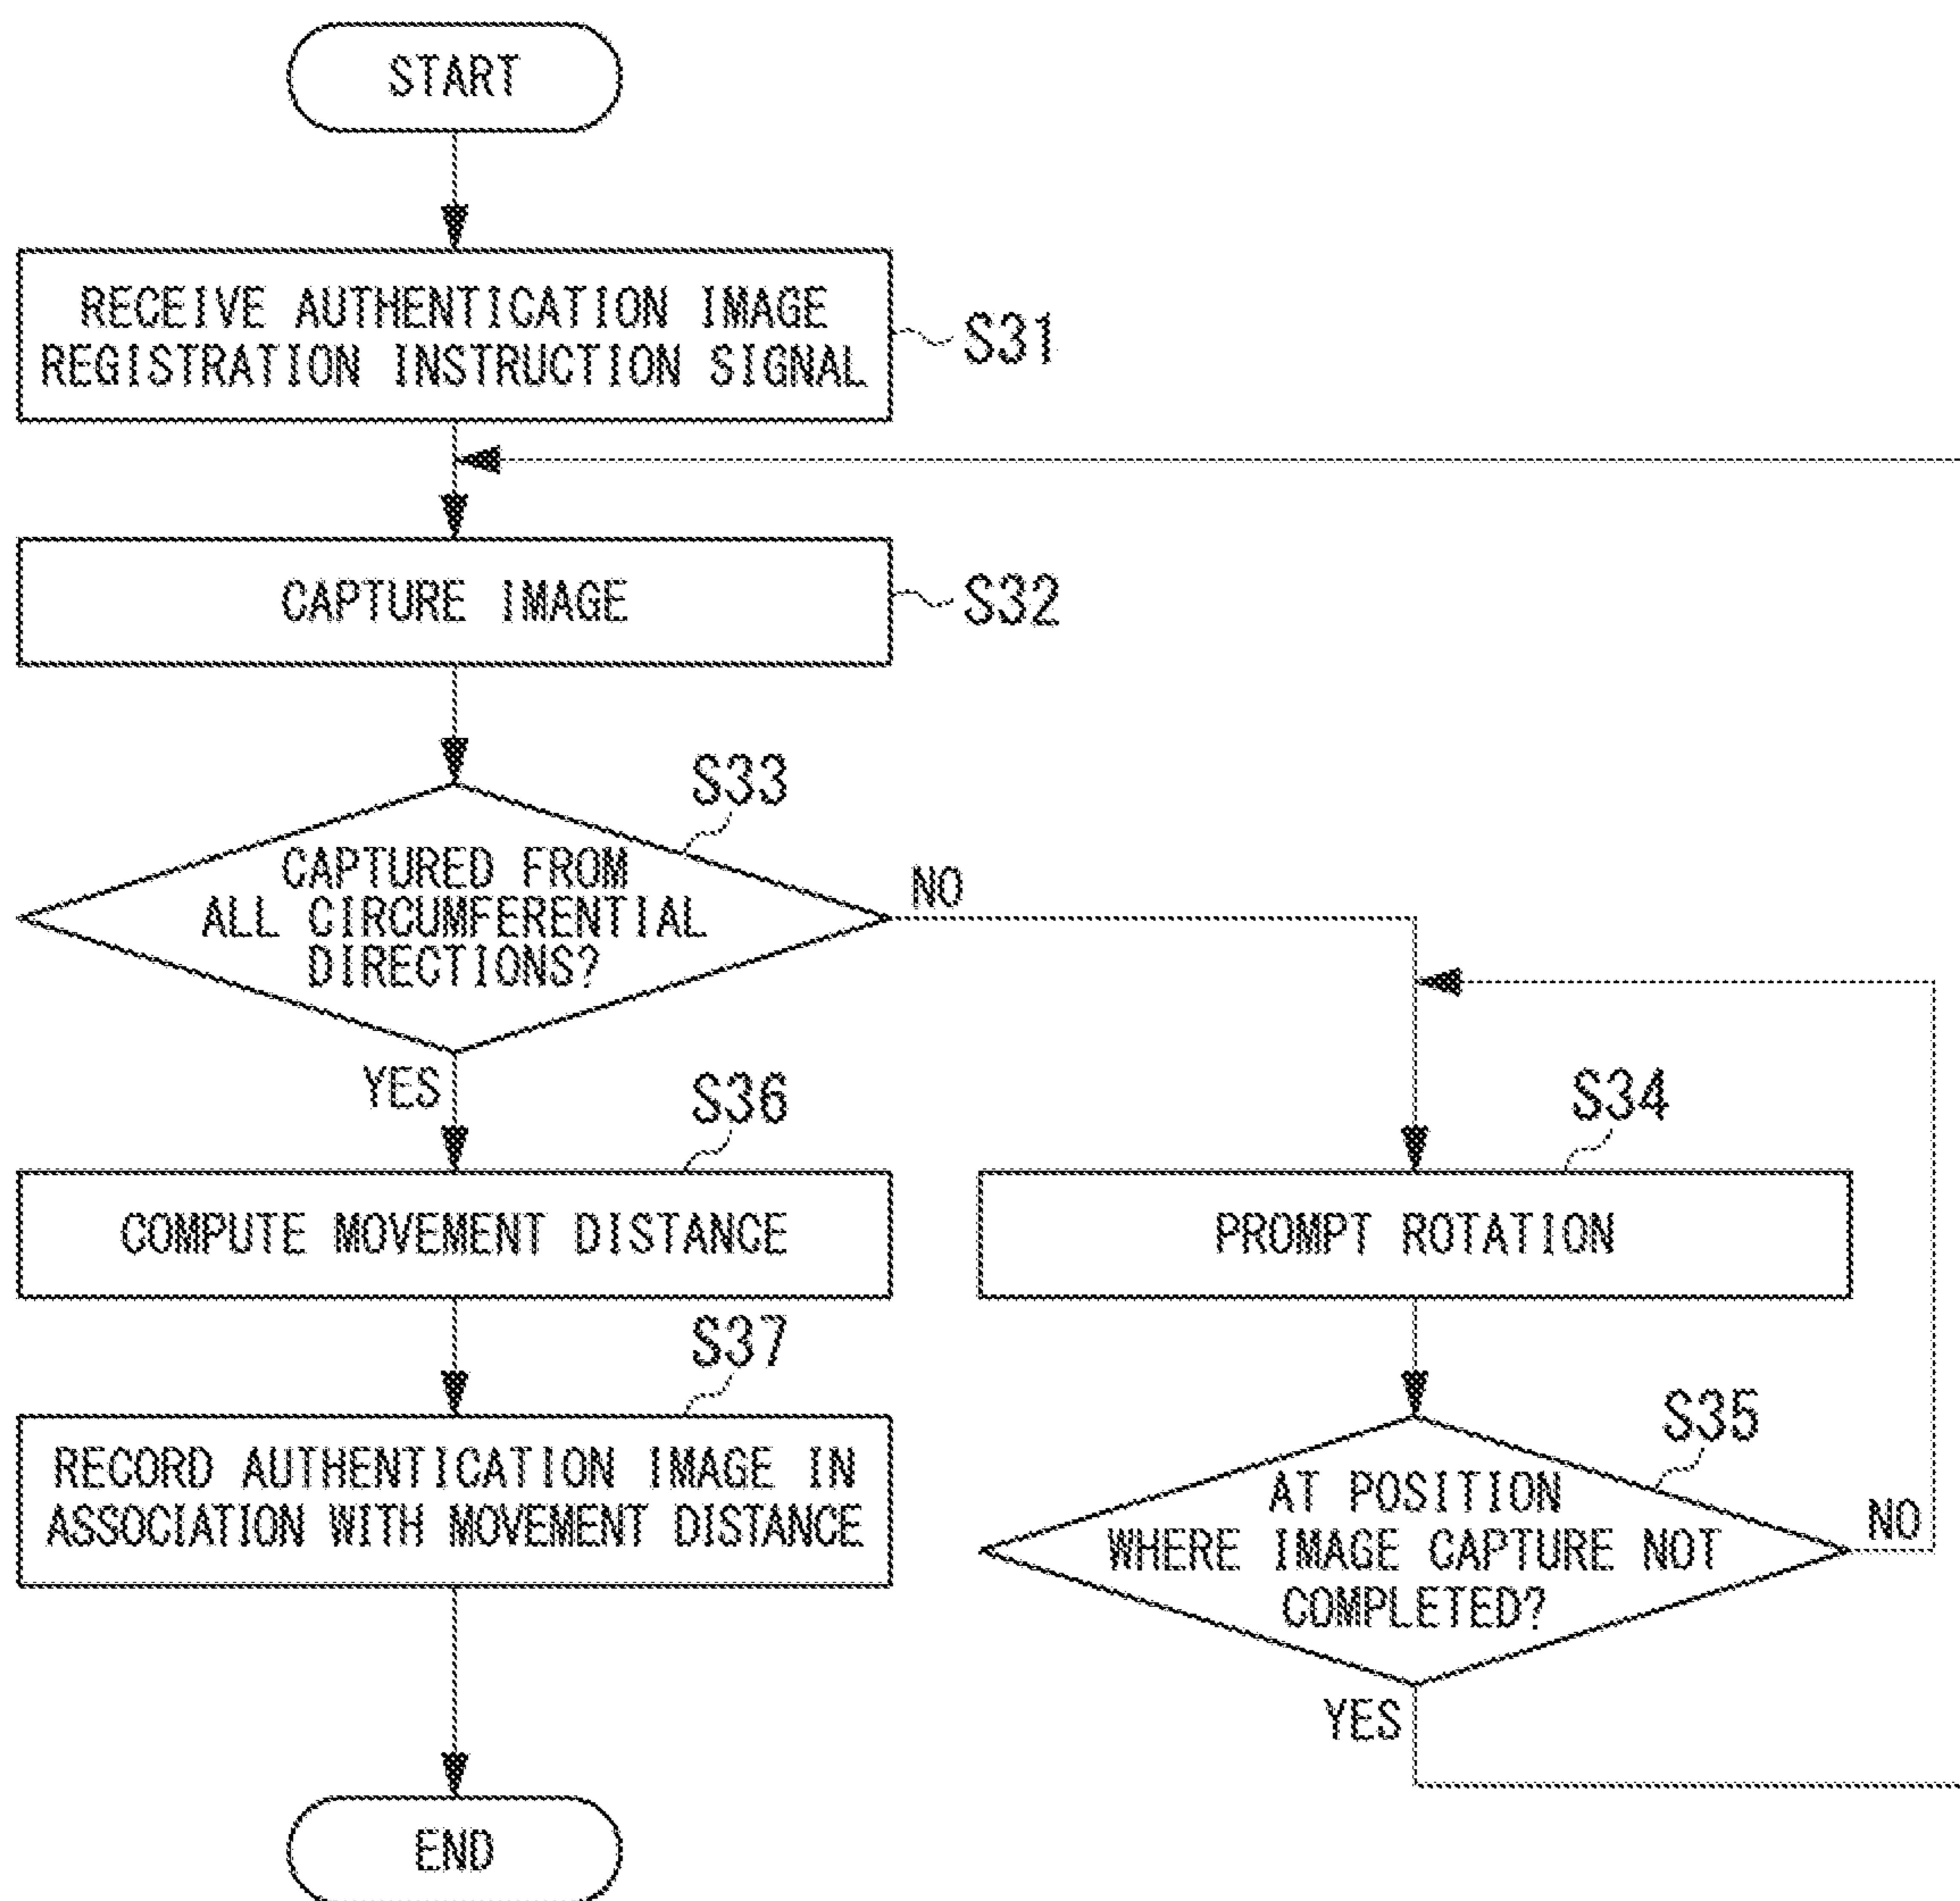 START
RECEIVE AUTHENTICATION IMAGE
REGISTRATION INSTRUCTION SIGNAL
S31
CAPTURE IMAGE
S32
S33
CAPTURED FROM
ALL CIRCUMFERENTIAL
DIRECTIONS?
NO
YES
S36
COMPUTE MOVEMENT DISTANCE
S34
PROMPT ROTATION
S37
RECORD AUTHENTICATION IMAGE IN
ASSOCIATION WITH MOVEMENT DISTANCE
S35
AT POSITION
WHERE IMAGE CAPTURE NOT
COMPLETED?
NO
YES
END